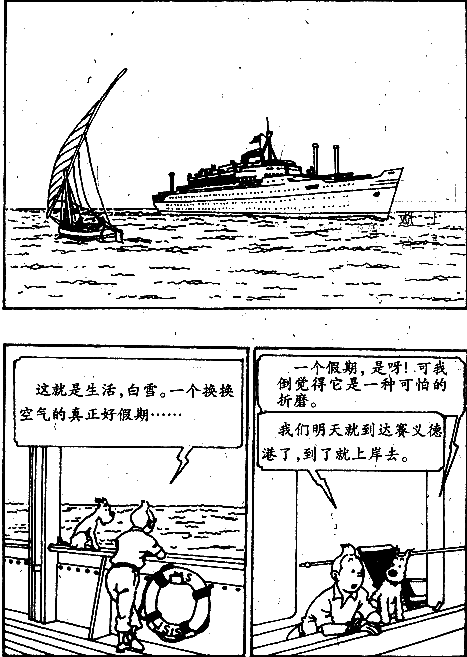 这就是生活,白雪。一个换换
空气的真正好假期……
一个假期,是呀!可我
倒觉得它是一种可怕的
折磨。
我们明天就到达赛义德
港了,到了就上岸去。